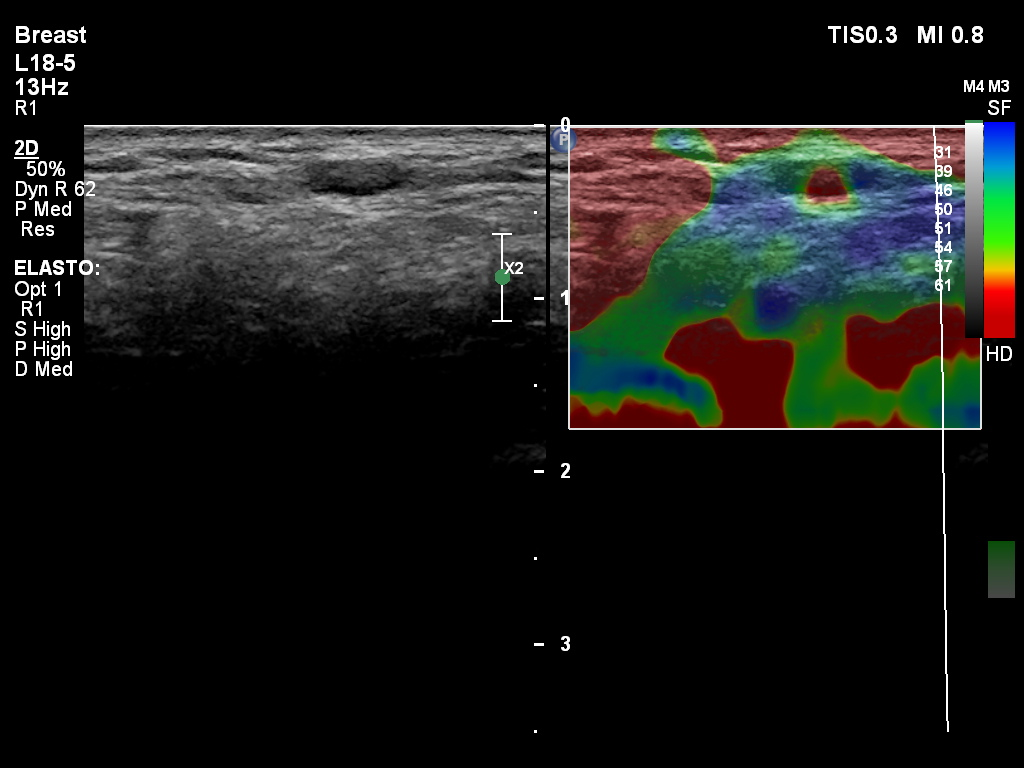 Breast
TIS0.3 MI 0.8
L18-5
13Hz
R1
M4 M3
SF
2D
50%
Dyn R 62
P Med
Res
ELASTO:
Opt 1
R1
S High
P High
D Med
X2
0
1
2
3
P
31
39
46
50
51
54
57
61
HD